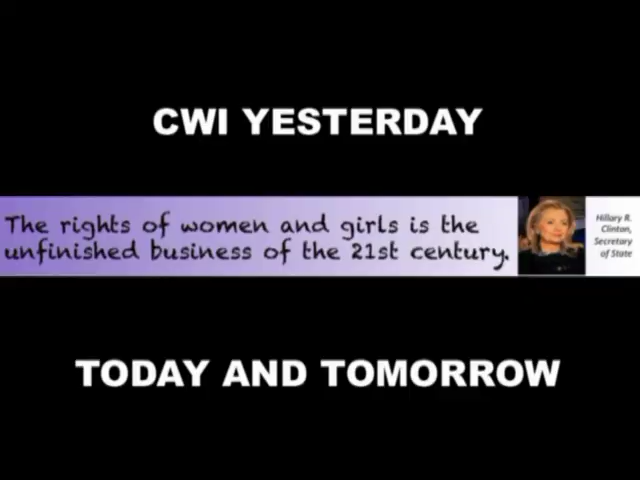 CWI YESTERDAY
The rights of women and girls is the
unfinished business of the 21st century.
Hillary R.
Clinton,
Secretary
of State
TODAY AND TOMORROW